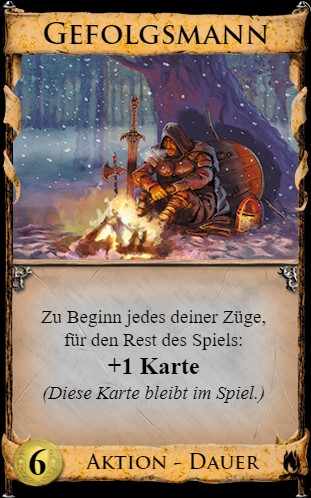 Gefolgsmann
Zu Beginn jedes deiner Züge,
für den Rest des Spiels:
+1 Karte
(Diese Karte bleibt im Spiel.)
6
Aktion - Dauer